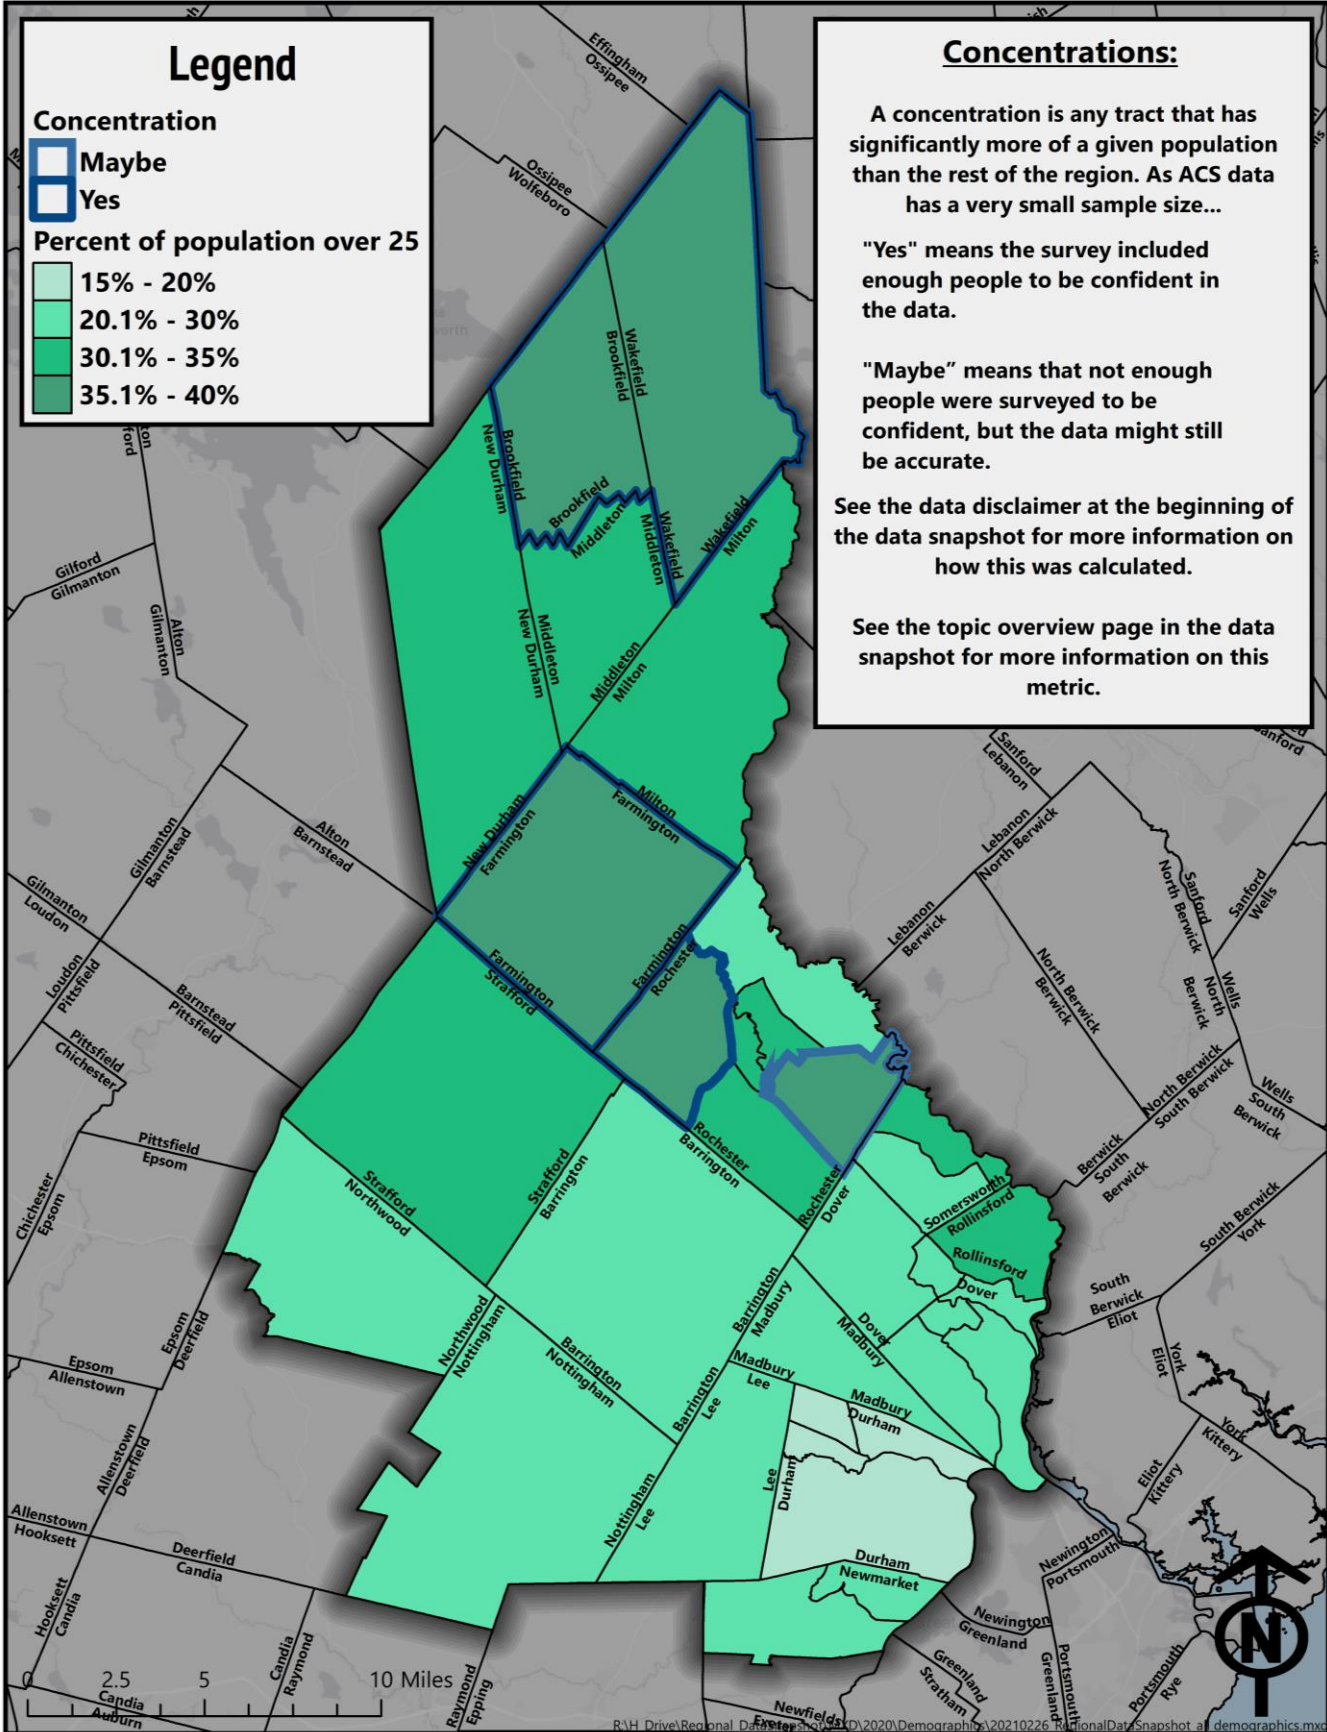 Legend
Concentration
Maybe
Yes
Percent of population over 25
15% - 20%
20.1% - 30%
30.1% - 35%
35.1% - 40%
Concentrations:
A concentration is any tract that has
significantly more of a given population
than the rest of the region. As ACS data
has a very small sample size...
"Yes" means the survey included
enough people to be confident in
the data.
"Maybe” means that not enough
people were surveyed to be
confident, but the data might still
be accurate.
See the data disclaimer at the beginning of
the data snapshot for more information on
how this was calculated.
See the topic overview page in the data
snapshot for more information on this
metric.
Effingham
Ossipee
Ossipee
Wolfeboro
Wakefield
Brookfield
Brookfield
New Durham
Brookfield
Middleton
Wakefield
Middleton
Wakefield
Milton
Gilford
Gilmanton
Alton
Gilmanton
Middleton
New Durham
Middleton
Milton
Sanford
Lebanon
Lebanon
North Berwick
Gilmanton
Barnstead
Alton
Barnstead
New Durham
Farmington
Milton
Farmington
Gilmanton
Loudon
Loudon
Pittsfield
Barnstead
Pittsfield
Farmington
Strafford
Farmington
Rochester
Lebanon
Berwick
North Berwick
Berwick
Sanford
North Berwick
Sanford
Wells
Wells
North
Berwick
Pittsfield
Chichester
Pittsfield
Epsom
Chichester
Epsom
Strafford
Northwood
Strafford
Barrington
Rochester
Barrington
Rochester
Dover
North Berwick
South Berwick
Wells
South
Berwick
Berwick
South
Berwick
Somersworth
Rollinsford
Rollinsford
Dover
South Berwick
York
South
Berwick
Eliot
Epsom
Deerfield
Epsom
Allenstown
Northwood
Nottingham
Barrington
Nottingham
Barrington
Madbury
Dover
Madbury
Madbury
Lee
Barrington
Lee
Madbury
Durham
Lee
Durham
York
Eliot
York
Kittery
Eliot
Kittery
Allenstown
Deerfield
Allenstown
Hooksett
Deerfield
Candia
Hooksett
Candia
Nottingham
Lee
Durham
Newmarket
Newington
Portsmouth
Newington
Greenland
Greenland
Stratham
Portsmouth
Greenland
Portsmouth
Rye
Candia
Raymond
Raymond
Epping
Candia
Auburn
Newfields
Exeter
0 2.5 5 10 Miles
N